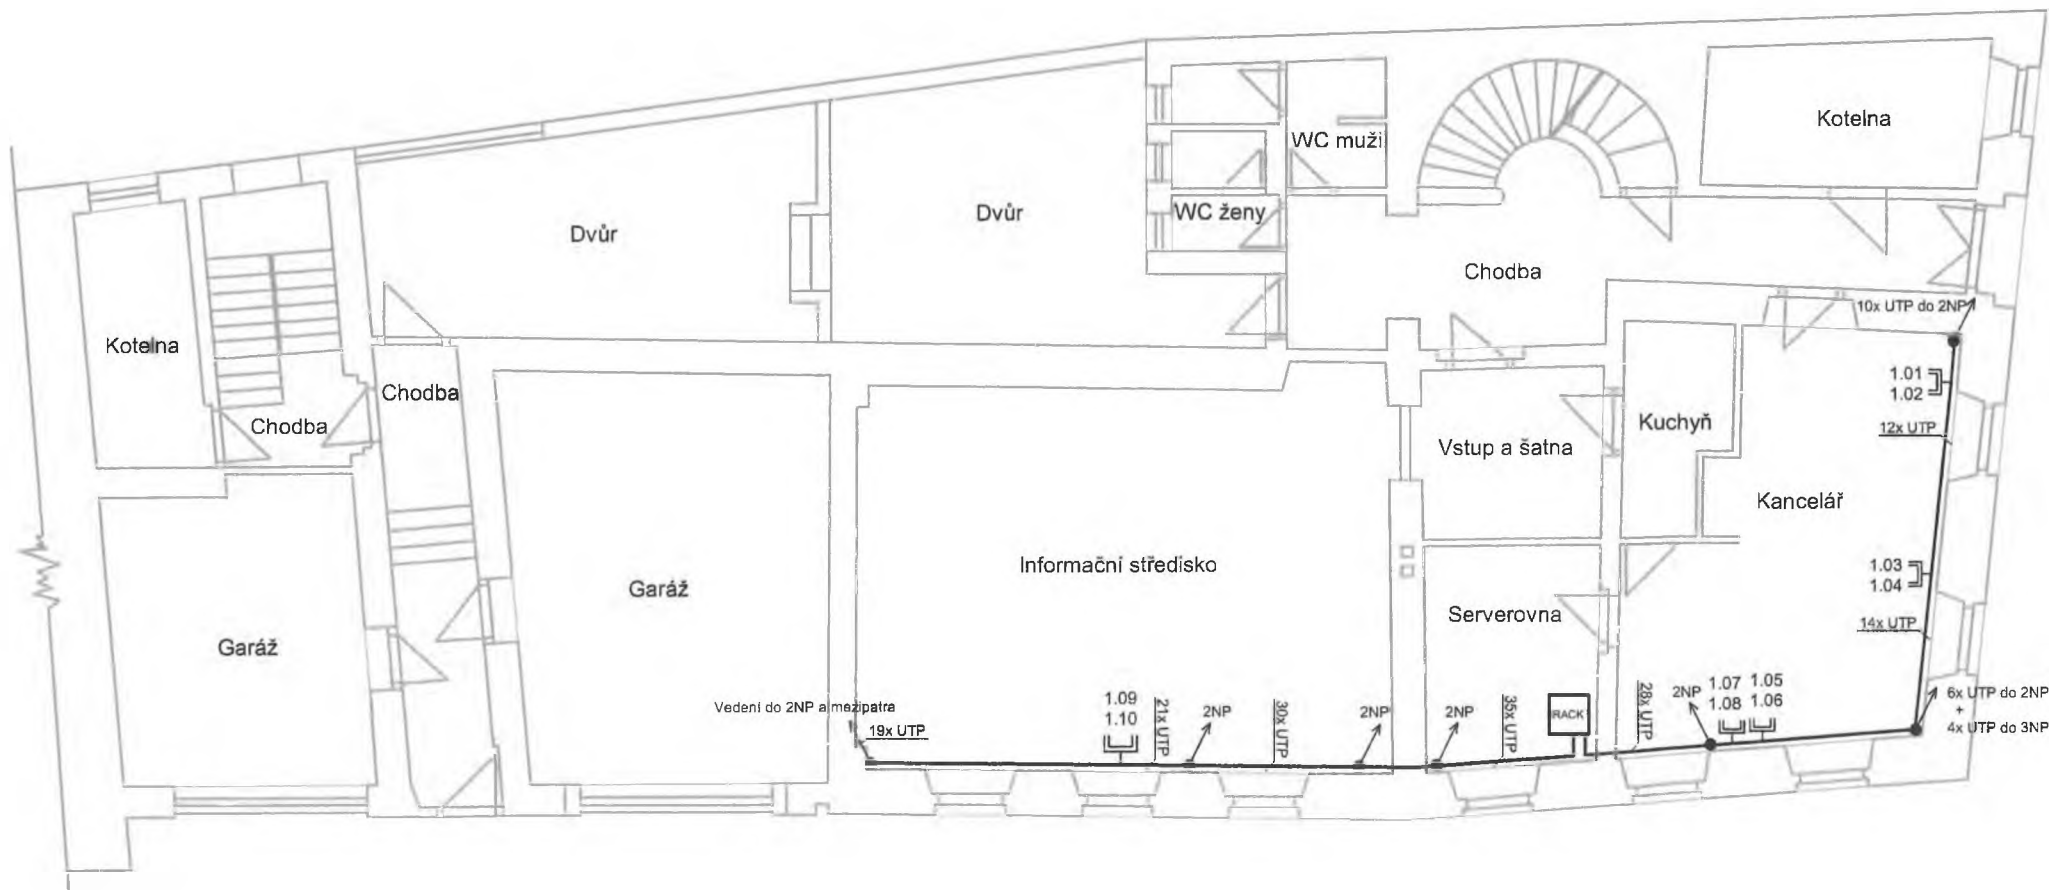 Kotelna
WC muži
WC ženy
Dvůr
Dvůr
Chodba
10x UTP do 2NP
Kotelna
Chodba
Chodba
1.01
1.02
12x UTP
Vstup a šatna
Kuchyň
Kancelář
Informační středisko
Garáž
Garáž
Serverovna
1.03
1.04
14x UTP
Vedení do 2NP a mezipatra
19x UTP
1.09
1.10
21x UTP
2NP
30x UTP
2NP
2NP
35x UTP
RACK
28x UTP
2NP
1.07
1.08
1.05
1.06
6x UTP do 2NP
+
4x UTP do 3NP